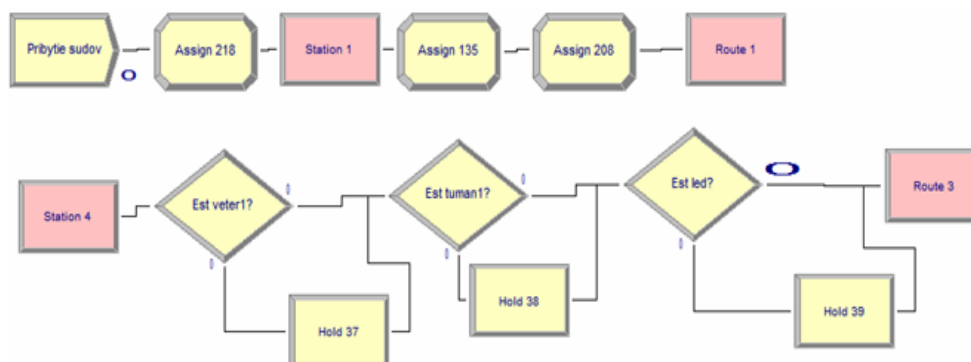 Pribytie sudov
0
Assign 218
Station 1
Assign 135
Assign 208
Route 1
Station 4
Est veter1?
0
0
Hold 37
Est tuman1?
0
0
Hold 38
Est led?
0
0
Hold 39
Route 3